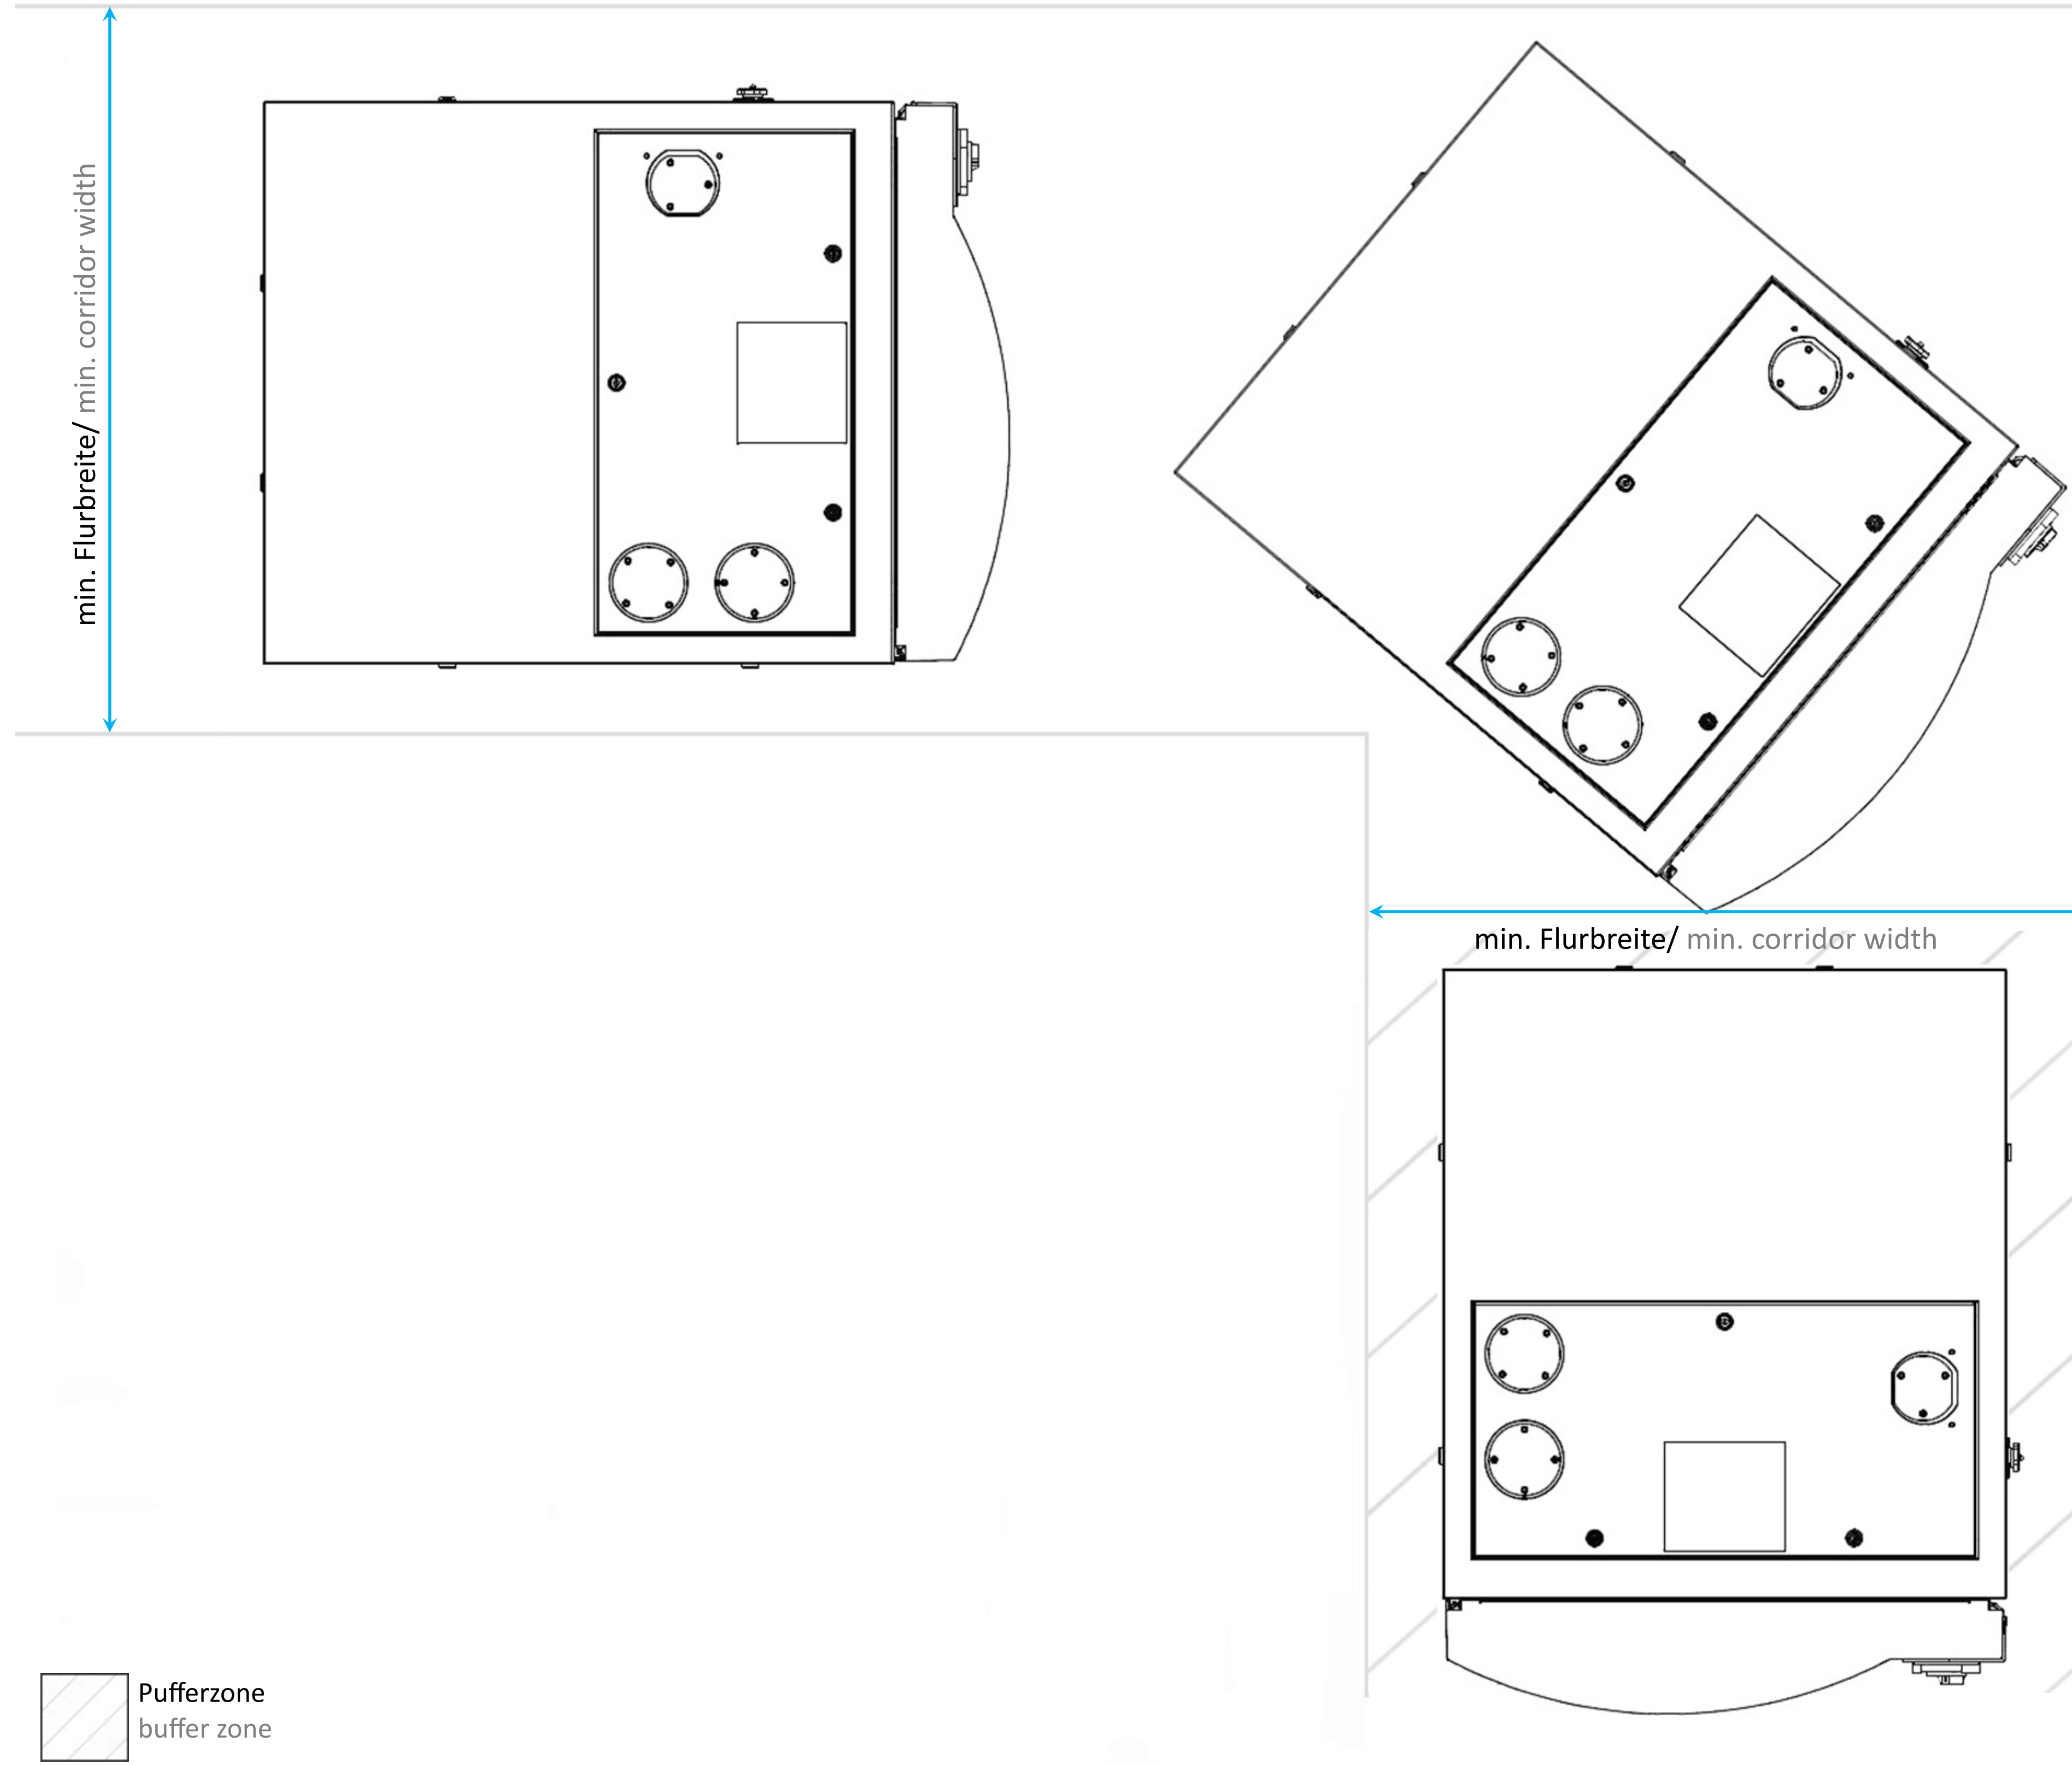 min. Flurbreite/ min. corridor width
min. Flurbreite/ min. corridor width
Pufferzone
buffer zone